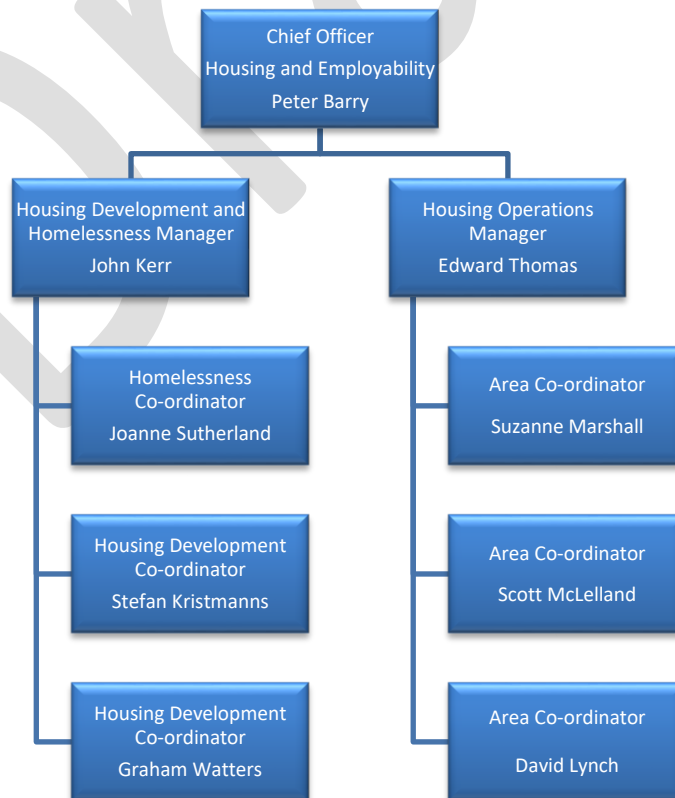 Chief Officer
Housing and Employability
Peter Barry
Housing Development and
Homelessness Manager
John Kerr
Housing Operations
Manager
Edward Thomas
Homelessness
Co-ordinator
Joanne Sutherland
Housing Development
Co-ordinator
Stefan Kristmanns
Housing Development
Co-ordinator
Graham Watters
Area Co-ordinator
Suzanne Marshall
Area Co-ordinator
Scott McLelland
Area Co-ordinator
David Lynch